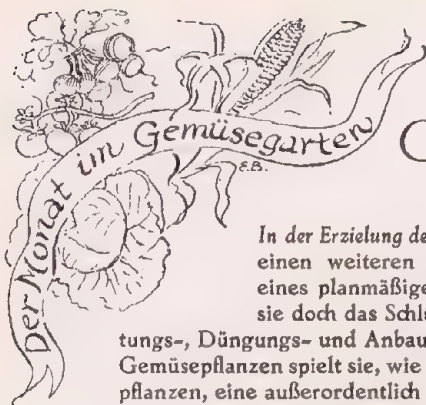 Der Monat im Gemüsegarten
E.B.
In der Erzielung de
einen weiteren
eines planmäßige
sie doch das Schl
tungs-, Düngungs- und Anbau
Gemüsepflanzen spielt sie, wie
pflanzen, eine außerordentlich